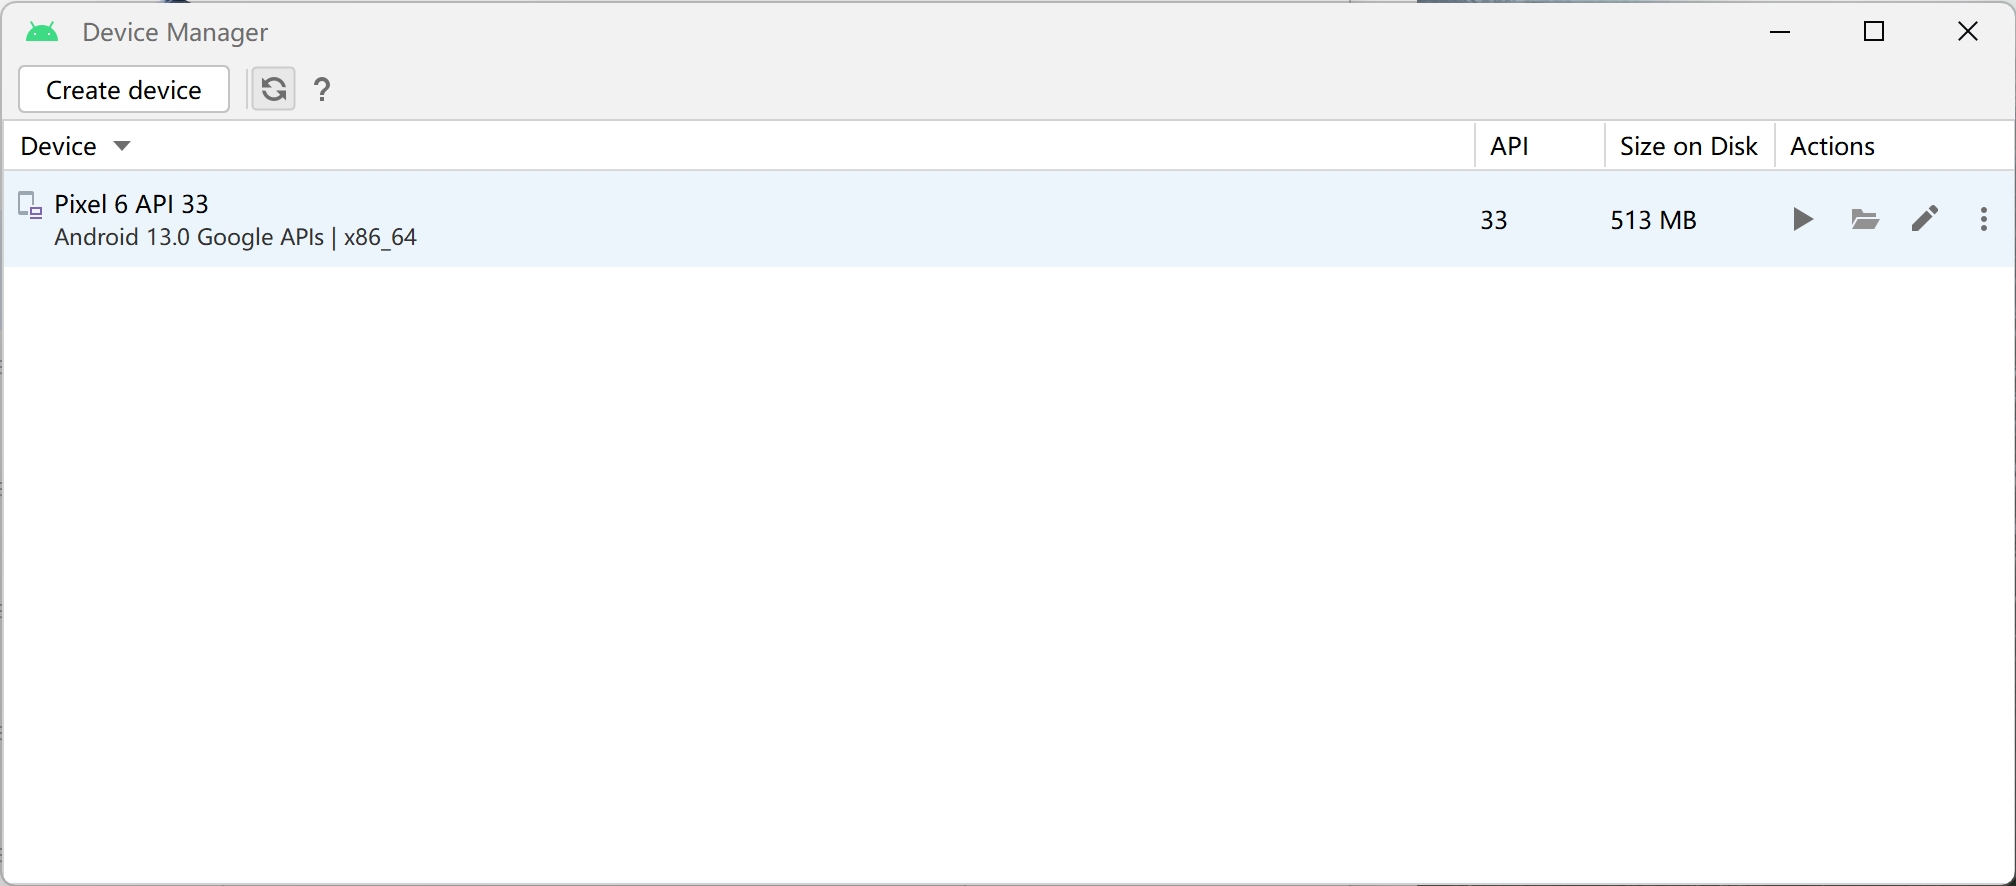 Device Manager
Create device ?
Device API Size on Disk Actions
Pixel 6 API 33
Android 13.0 Google APIs | x86_64
33 513 MB